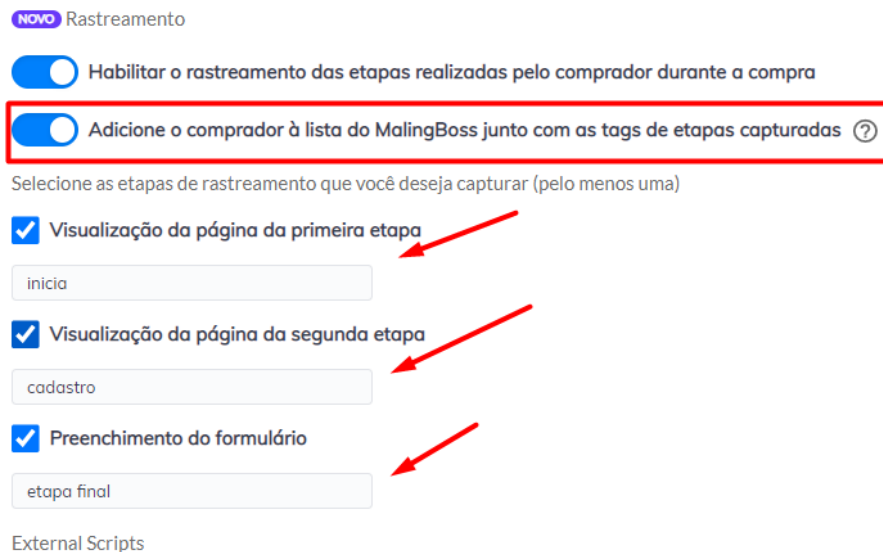 NOVO Rastreamento
Habilitar o rastreamento das etapas realizadas pelo comprador durante a compra
Adicione o comprador à lista do MalingBoss junto com as tags de etapas capturadas ?
Selecione as etapas de rastreamento que você deseja capturar (pelo menos uma)
Visualização da página da primeira etapa
inicia
Visualização da página da segunda etapa
cadastro
Preenchimento do formulário
etapa final
External Scripts